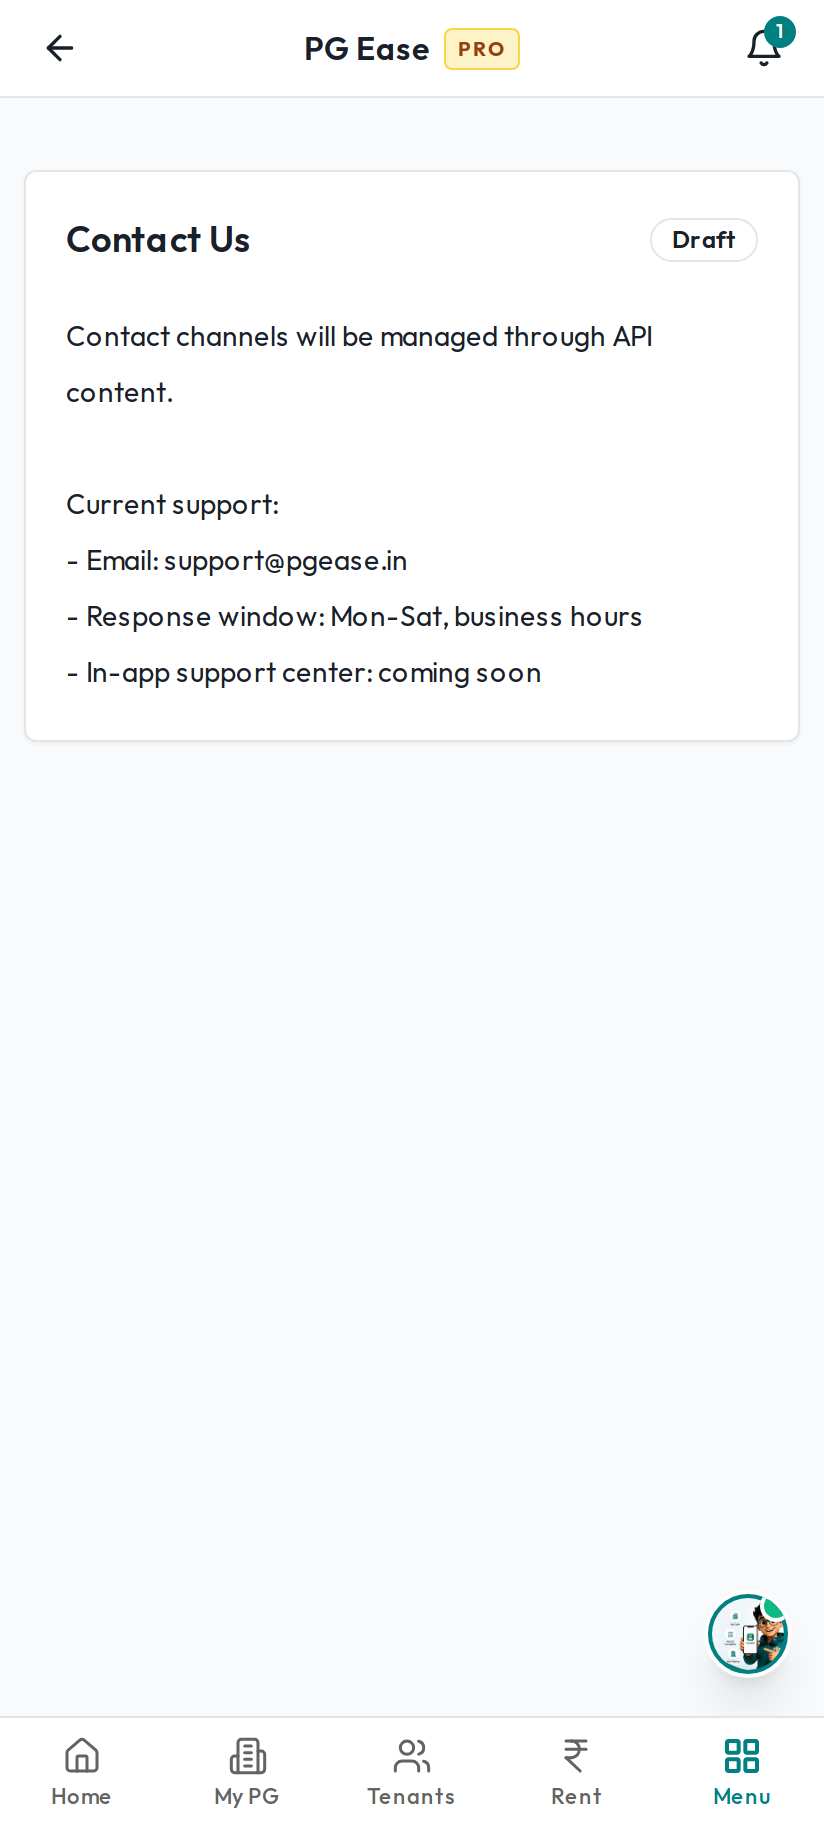 PG Ease PRO
1
Contact Us
Draft
Contact channels will be managed through API
content.
Current support:
- Email: support@pgease.in
- Response window: Mon-Sat, business hours
- In-app support center: coming soon
Home
My PG
Tenants
Rent
Menu